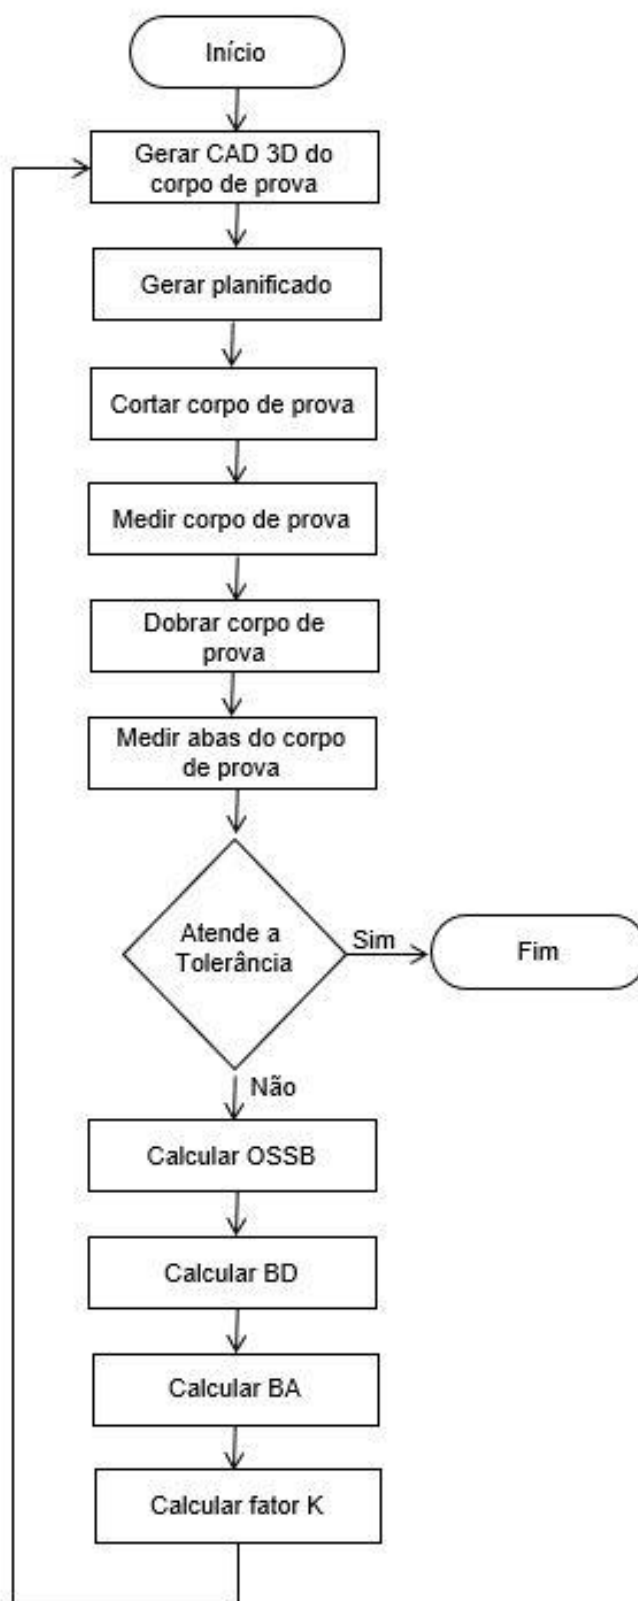 Início
Gerar CAD 3D do
corpo de prova
Gerar planificado
Cortar corpo de prova
Medir corpo de prova
Dobrar corpo de
prova
Medir abas do corpo
de prova
Atende a
Tolerância
Sim
Fim
Não
Calcular OSSB
Calcular BD
Calcular BA
Calcular fator K